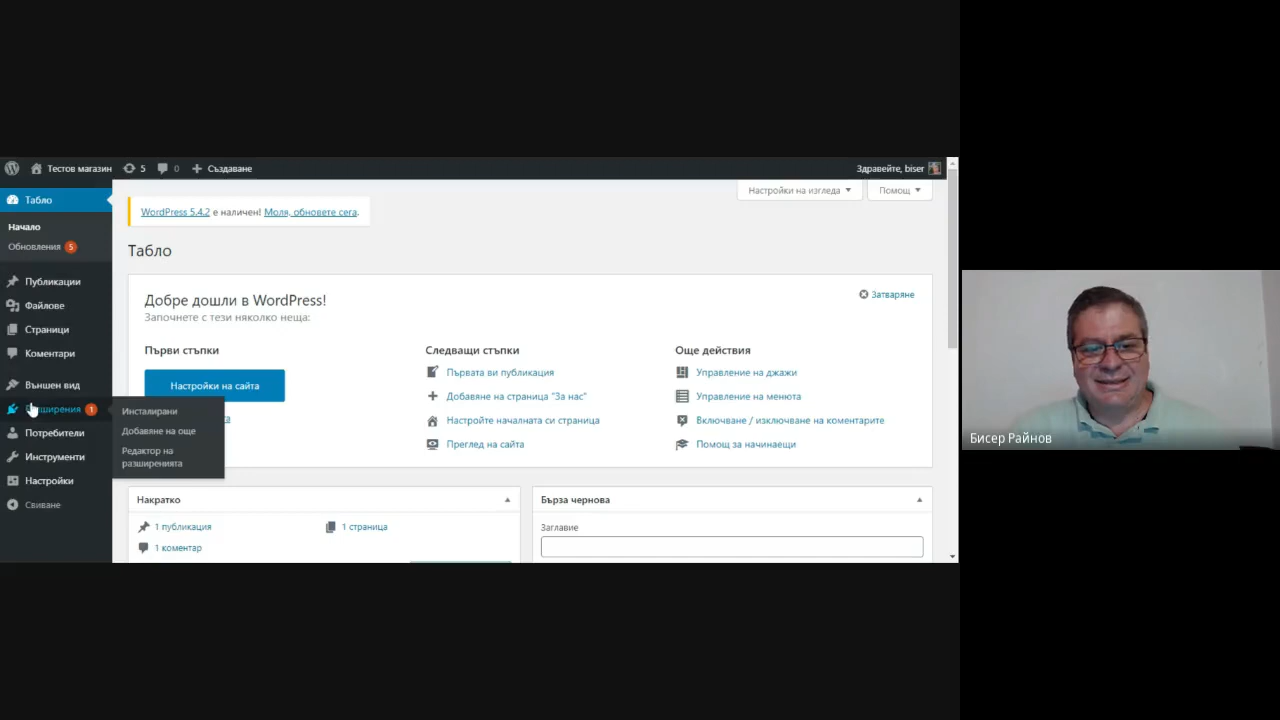 Тестов магазин
5
0
Създаване
Здравейте, biser
Табло
Начало
Обновления 5
Публикации
Файлове
Страници
Коментари
Външен вид
Инсталирани
Добавяне на още
Редактор на
разширенията
1
Потребители
Инструменти
Настройки
Свиване
Настройки на изгледа
Помощ
WordPress 5.4.2 е наличен! Моля, обновете сега.
Табло
Добре дошли в WordPress!
Започнете с тези няколко неща:
Затваряне
Първи стъпки
Настройки на сайта
Следващи стъпки
Първата ви публикация
Добавяне на страница "За нас"
Настройте началната си страница
Преглед на сайта
Още действия
Управление на джажи
Управление на менюта
Включване / изключване на коментарите
Помощ за начинаещи
Накратко
1 публикация
1 страница
1 коментар
Бърза чернова
Заглавие
Бисер Райнов